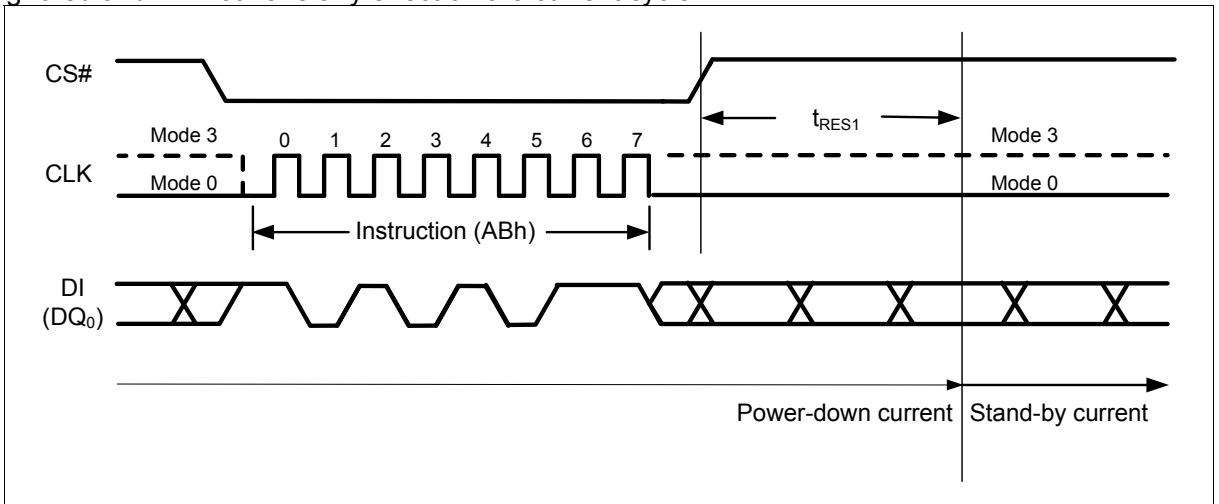 CS#
t_RES1
Mode 3
0 1 2 3 4 5 6 7
Mode 3
CLK
Mode 0
Mode 0
Instruction (ABh)
DI
(DQ₀)
Power-down current
Stand-by current